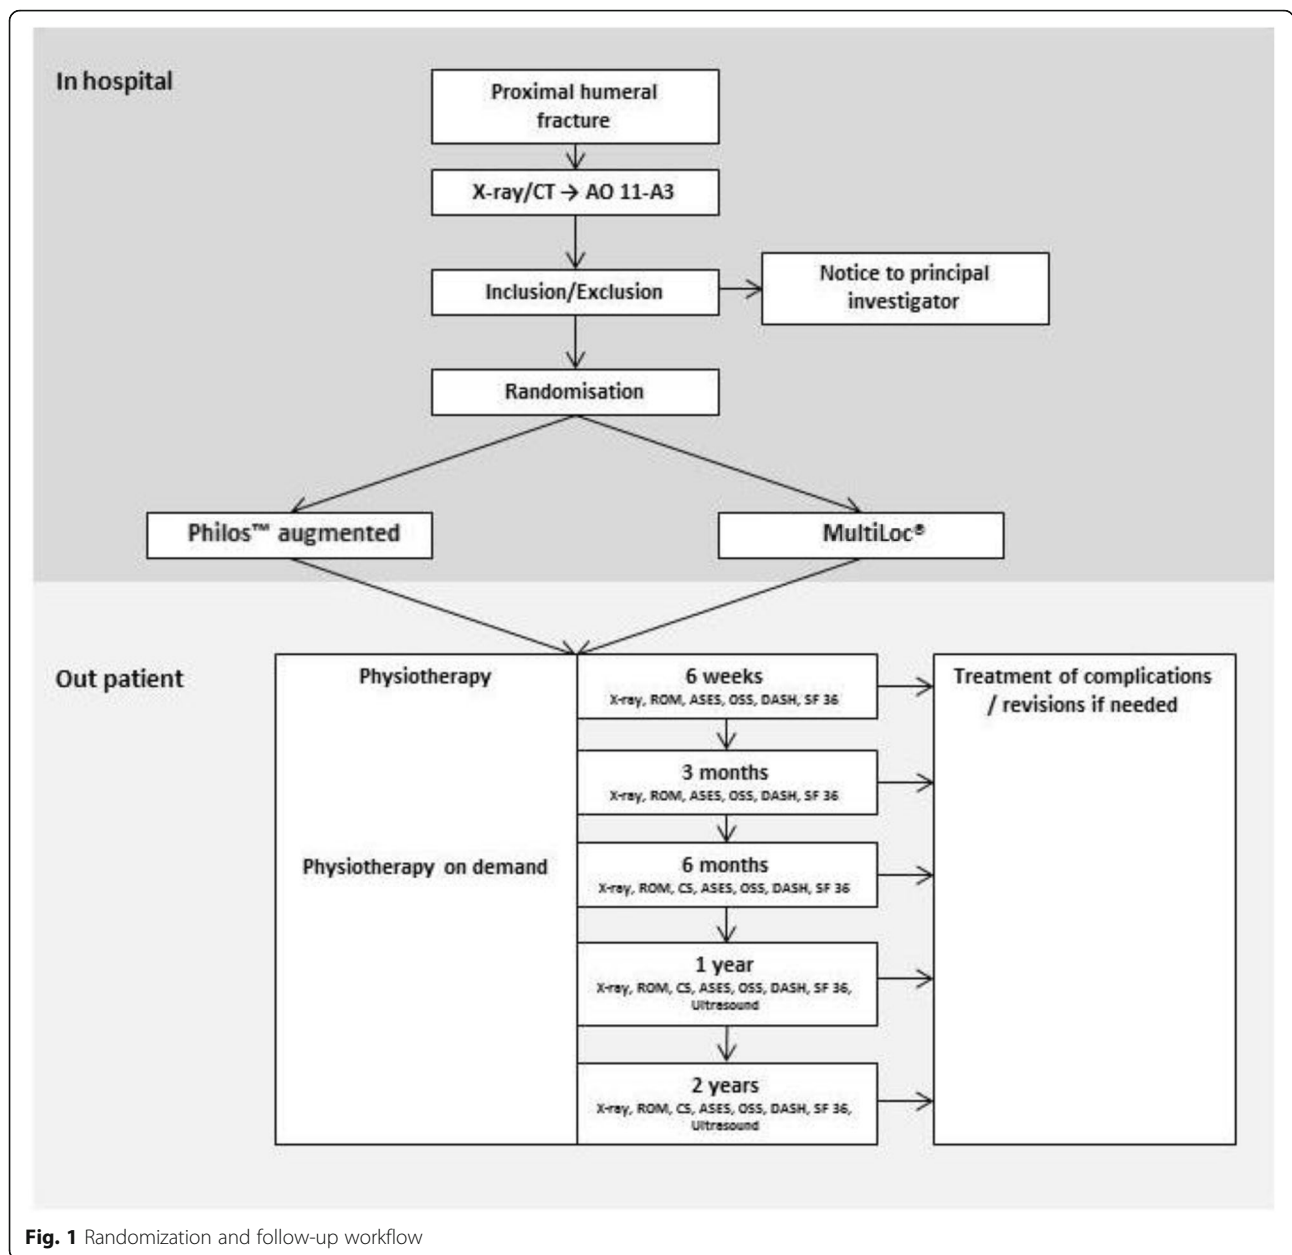 In hospital
Proximal humeral
fracture
X-ray/CT → AO 11-A3
Inclusion/Exclusion
Notice to principal
investigator
Randomisation
Philos™ augmented
MultiLoc®
Out patient
Physiotherapy
Physiotherapy on demand
6 weeks
X-ray, ROM, ASES, OSS, DASH, SF 36
3 months
X-ray, ROM, ASES, OSS, DASH, SF 36
6 months
X-ray, ROM, CS, ASES, OSS, DASH, SF 36
1 year
X-ray, ROM, CS, ASES, OSS, DASH, SF 36,
Ultrasound
2 years
X-ray, ROM, CS, ASES, OSS, DASH, SF 36,
Ultrasound
Treatment of complications
/ revisions if needed
Fig. 1 Randomization and follow-up workflow